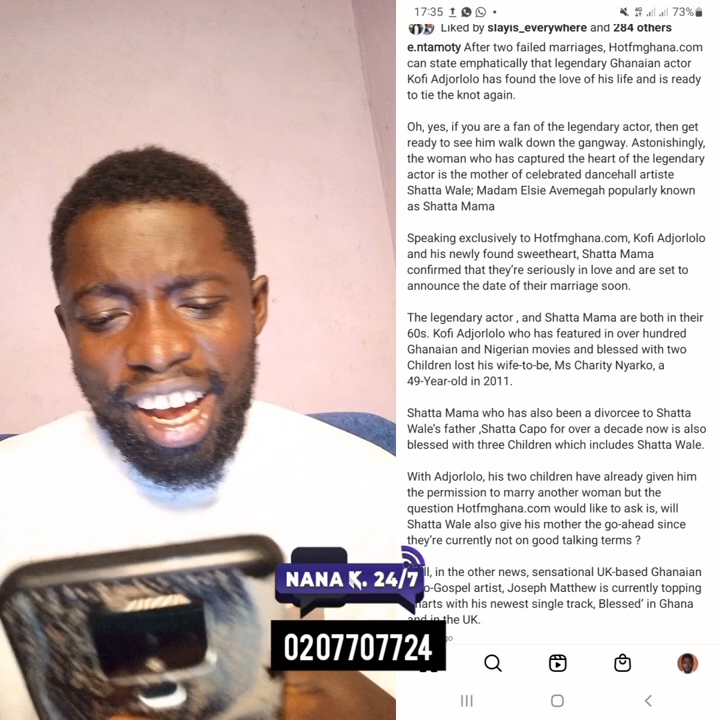 17:35
73%
Liked by slayis_everywhere and 284 others
e.ntamoty After two failed marriages, Hotfmghana.com
can state emphatically that legendary Ghanaian actor
Kofi Adjorlolo has found the love of his life and is ready
to tie the knot again.
Oh, yes, if you are a fan of the legendary actor, then get
ready to see him walk down the gangway. Astonishingly,
the woman who has captured the heart of the legendary
actor is the mother of celebrated dancehall artiste
Shatta Wale; Madam Elsie Avemegah popularly known
as Shatta Mama
Speaking exclusively to Hotfmghana.com, Kofi Adjorlolo
and his newly found sweetheart, Shatta Mama
confirmed that they're seriously in love and are set to
announce the date of their marriage soon.
The legendary actor , and Shatta Mama are both in their
60s. Kofi Adjorlolo who has featured in over hundred
Ghanaian and Nigerian movies and blessed with two
Children lost his wife-to-be, Ms Charity Nyarko, a
49-Year-old in 2011.
Shatta Mama who has also been a divorcee to Shatta
Wale's father ,Shatta Capo for over a decade now is also
blessed with three Children which includes Shatta Wale.
With Adjorlolo, his two children have already given him
the permission to marry another woman but the
question Hotfmghana.com would like to ask is, will
Shatta Wale also give his mother the go-ahead since
they're currently not on good talking terms ?
in the other news, sensational UK-based Ghanaian
Gospel artist, Joseph Matthew is currently topping
with his newest single track, Blessed' in Ghana
and in the UK.
NANA K. 24/7
0207707724